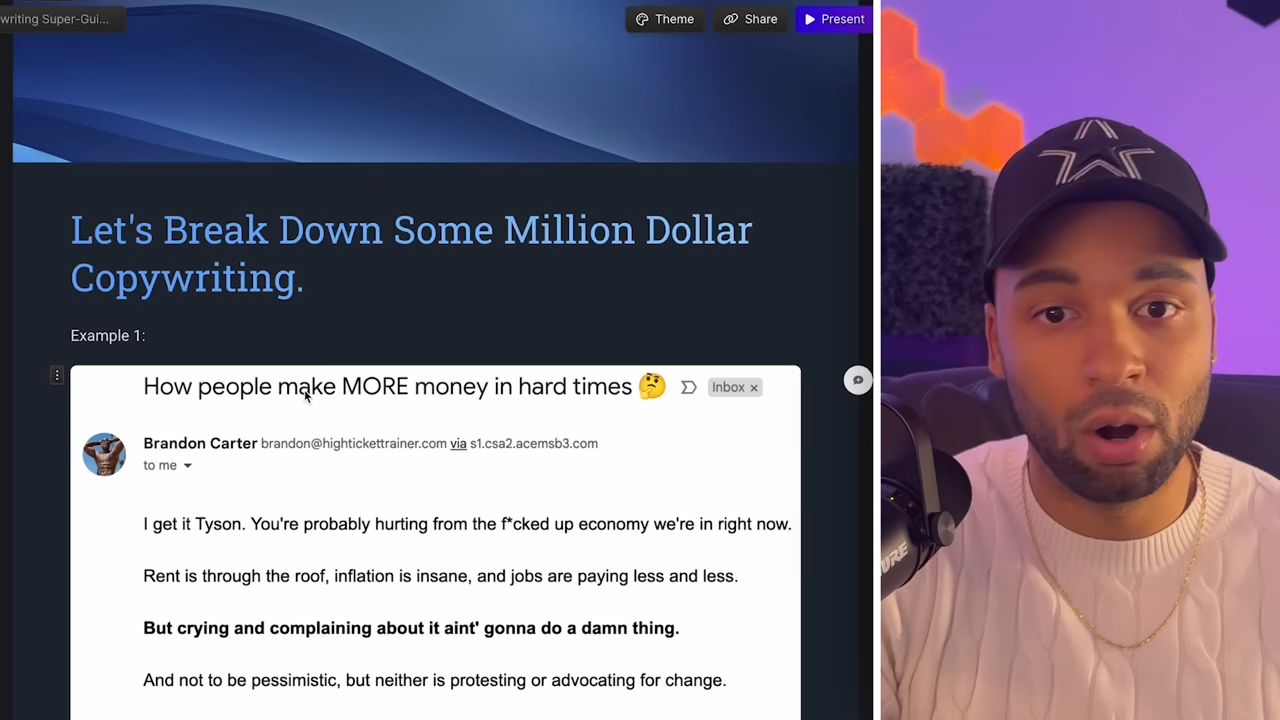 writing Super-Gui...
Theme
Share
Present
Let's Break Down Some Million Dollar
Copywriting.
Example 1:
How people make MORE money in hard times 🤔 Inbox x
Brandon Carter brandon@hightickettrainer.com via s1.csa2.acemsb3.com
to me
I get it Tyson. You're probably hurting from the f*cked up economy we're in right now.
Rent is through the roof, inflation is insane, and jobs are paying less and less.
But crying and complaining about it aint' gonna do a damn thing.
And not to be pessimistic, but neither is protesting or advocating for change.
URE